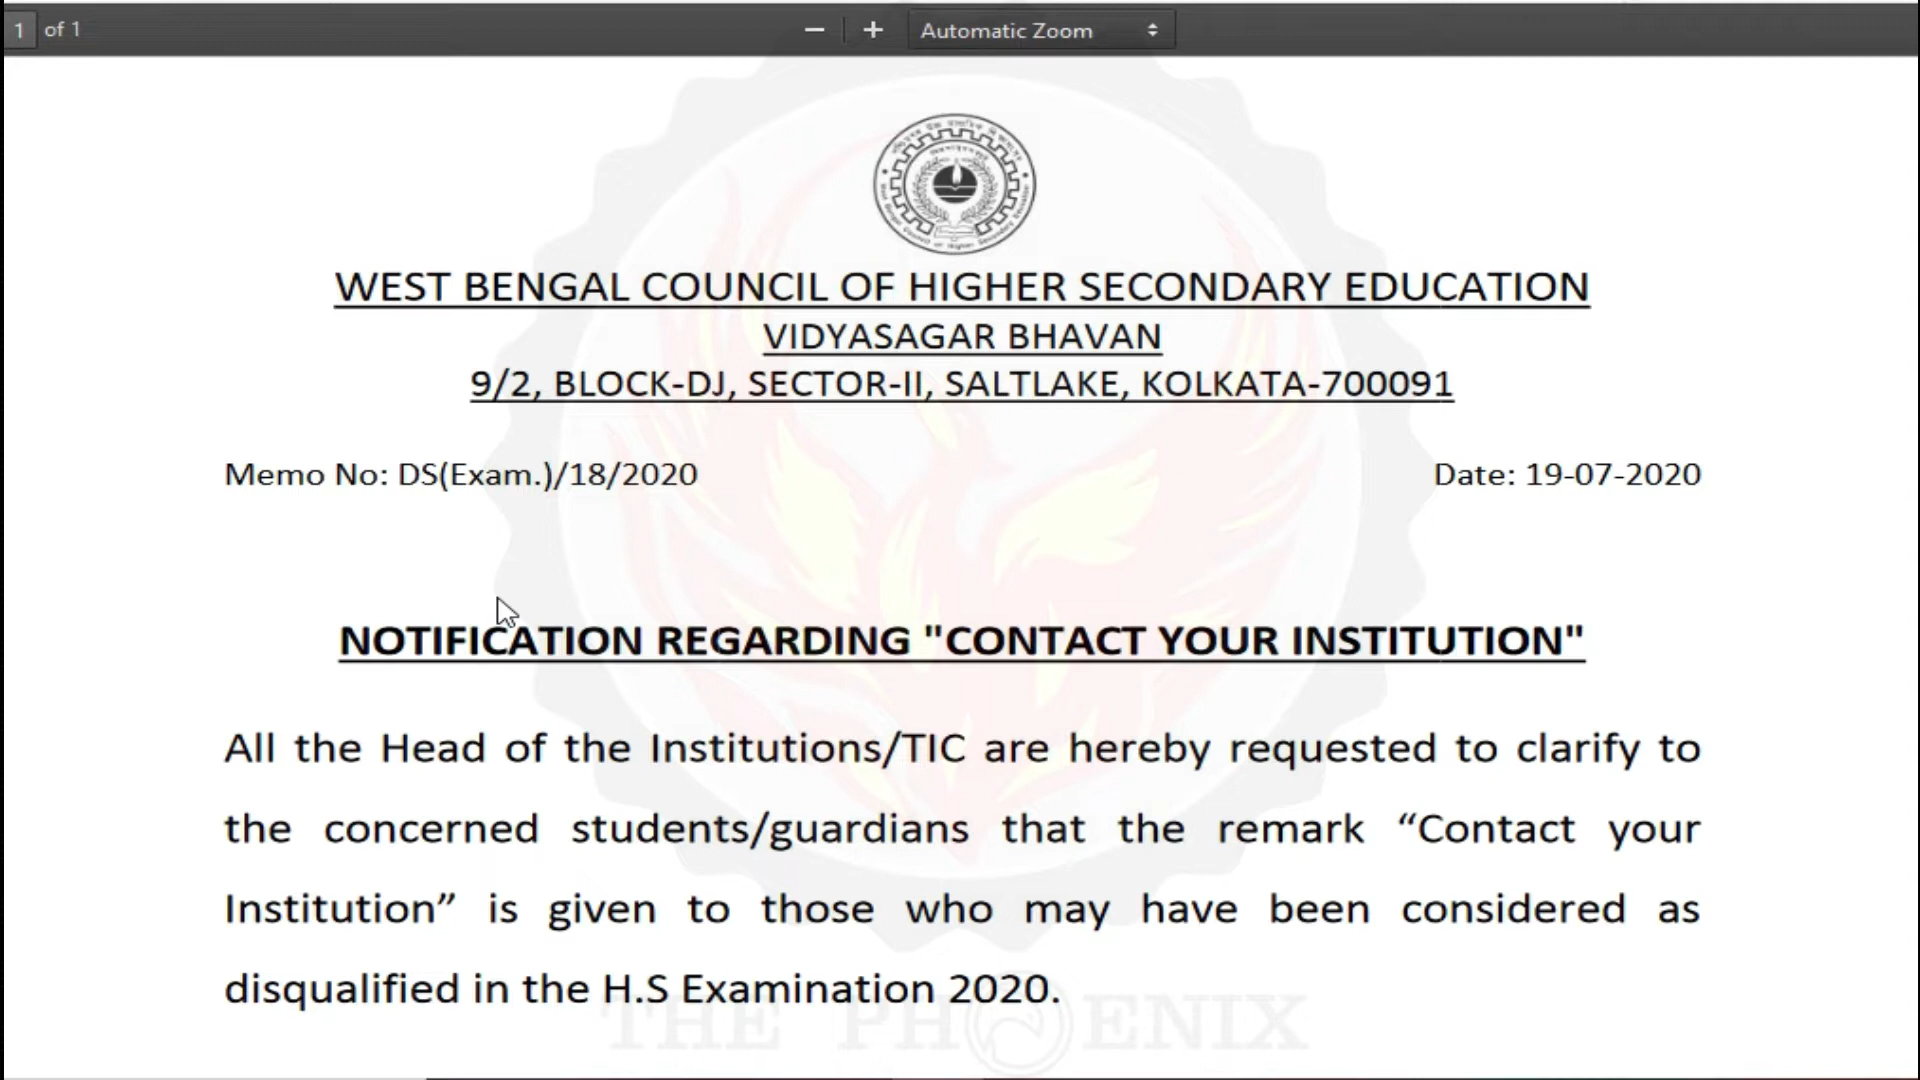 1 of 1
Automatic Zoom
WEST BENGAL COUNCIL OF HIGHER SECONDARY EDUCATION
VIDYASAGAR BHAVAN
9/2, BLOCK-DJ, SECTOR-II, SALTLAKE, KOLKATA-700091
Memo No: DS(Exam.)/18/2020 Date: 19-07-2020
NOTIFICATION REGARDING "CONTACT YOUR INSTITUTION"
All the Head of the Institutions/TIC are hereby requested to clarify to
the concerned students/guardians that the remark “Contact your
Institution” is given to those who may have been considered as
disqualified in the H.S Examination 2020.
THE PHOENIX